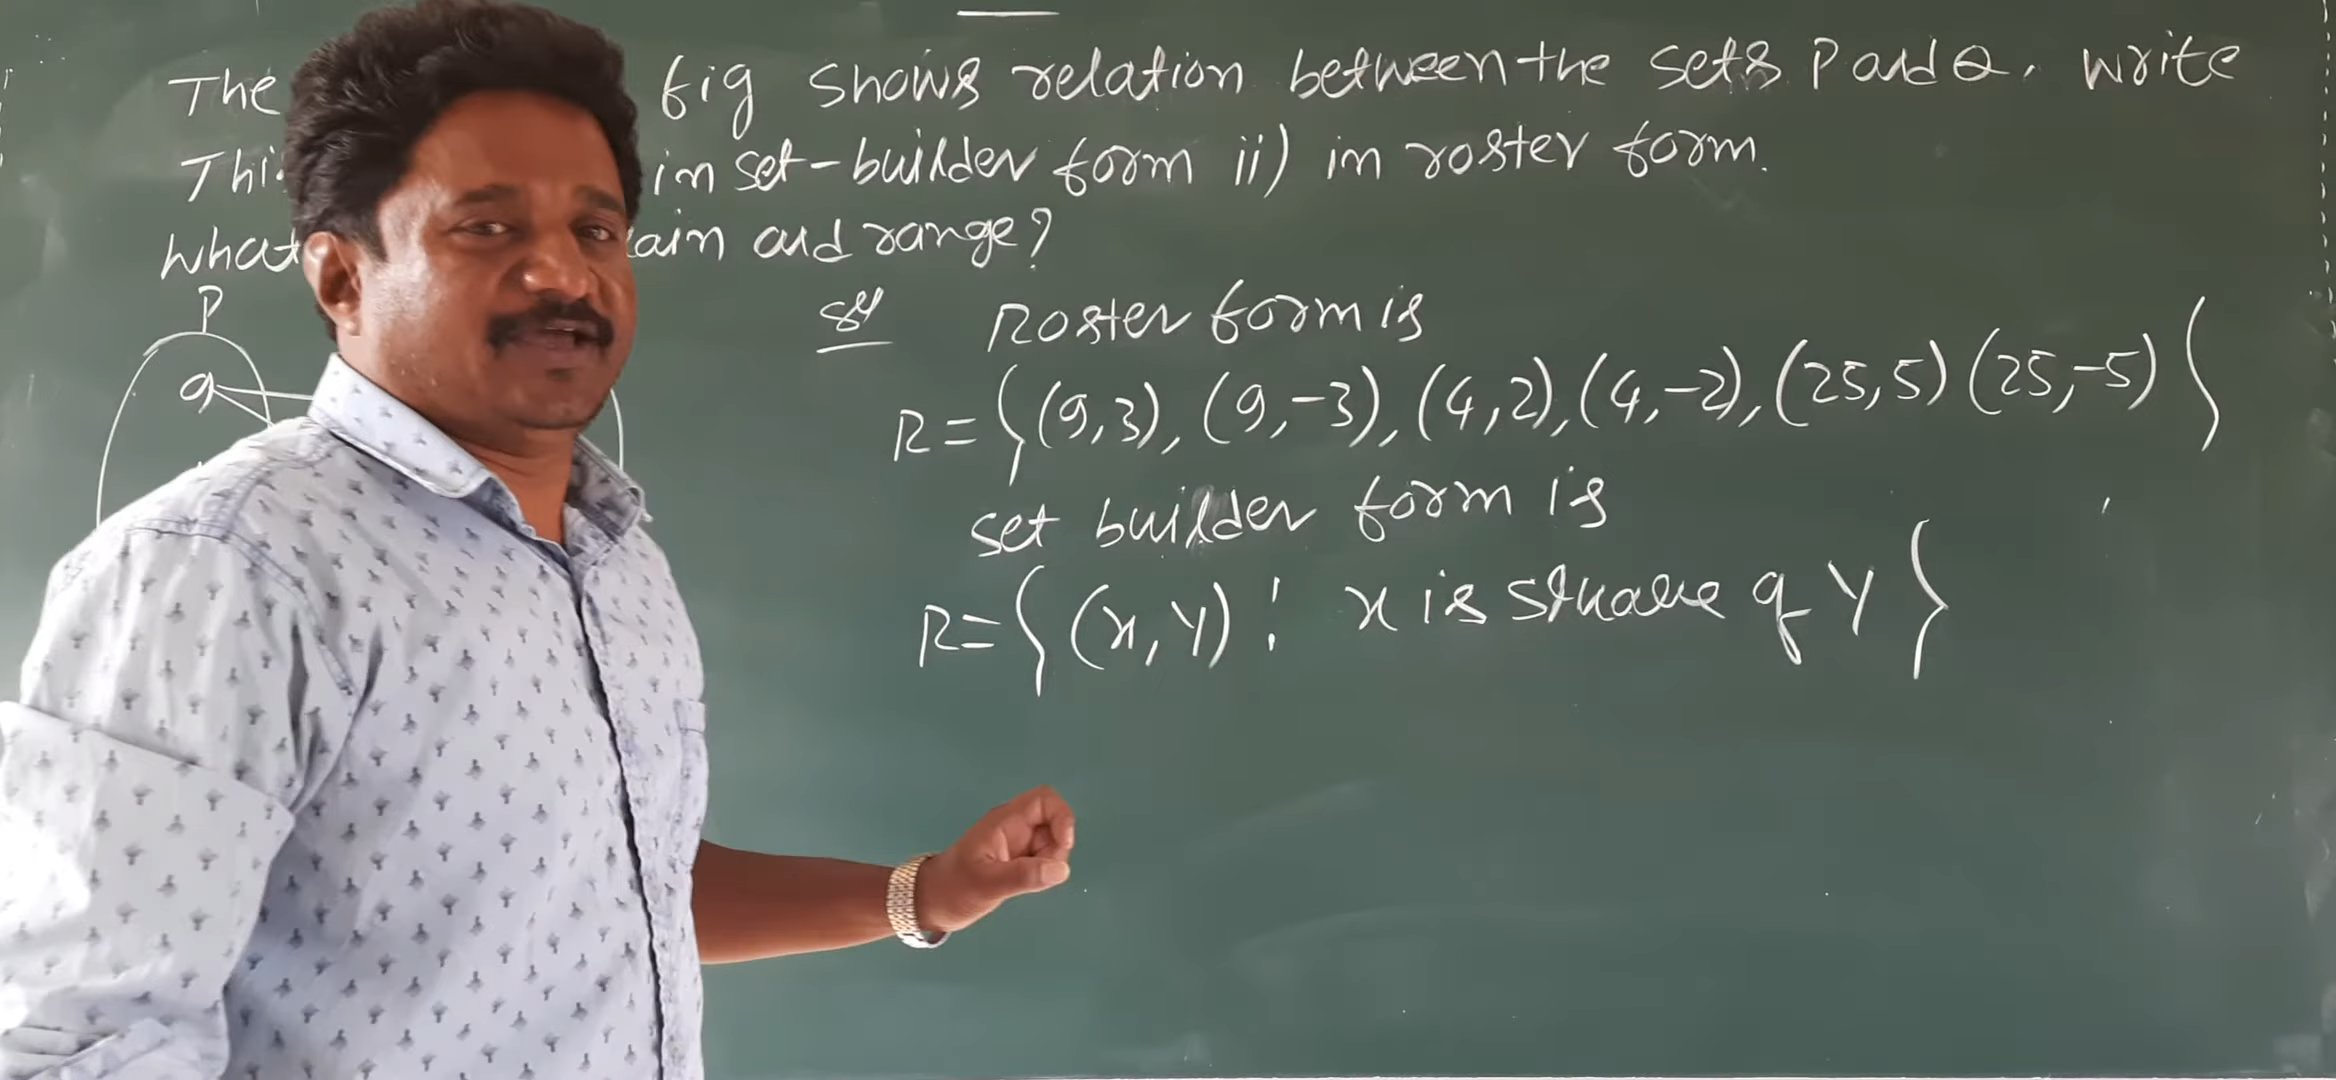 The fig shows relation between the sets P and Q. Write
This in set-builder form ii) in roster form.
What ain and range?
P
9
Sol Roster form is
R = {(9,3), (9,-3), (4,2), (4,-2), (25,5) (25,-5)}
set builder form is
R = {(x, y) : x is square of y}